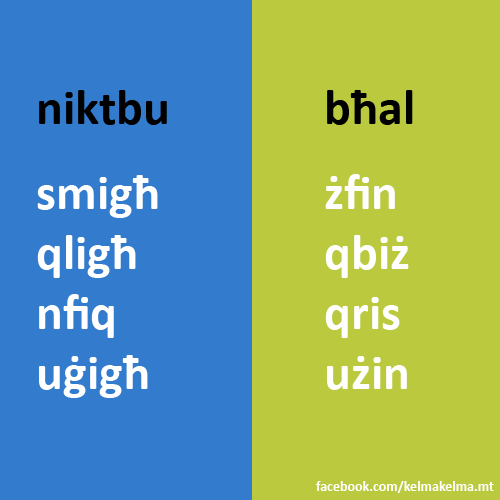 niktbu bħal
smigħ żfin
qligħ qbiż
nfiq qris
uġigħ użin
facebook.com/kelmakelma.mt